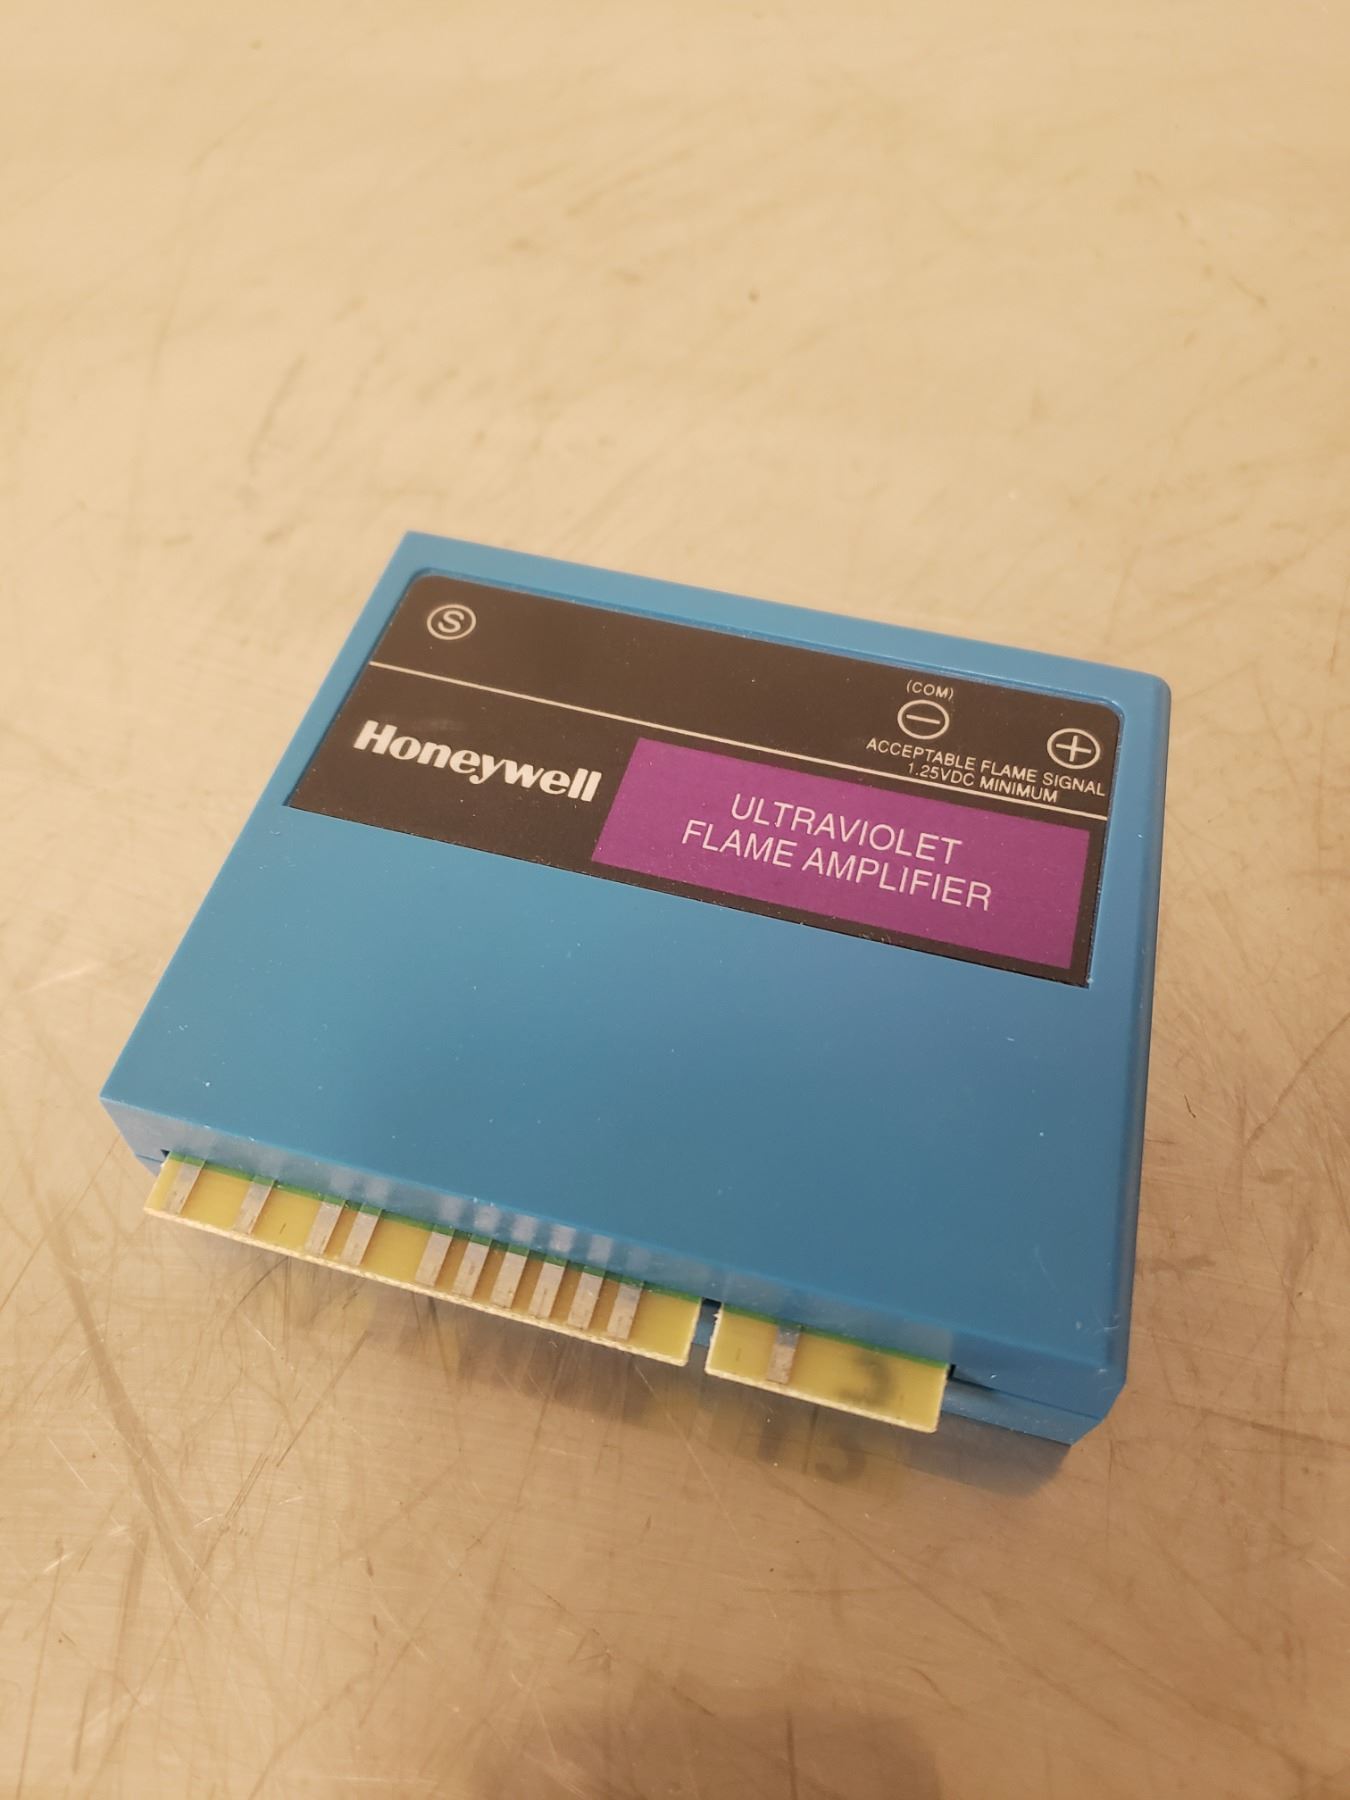 S
(COM)
−
+
ACCEPTABLE FLAME SIGNAL
1.25VDC MINIMUM
Honeywell
ULTRAVIOLET
FLAME AMPLIFIER